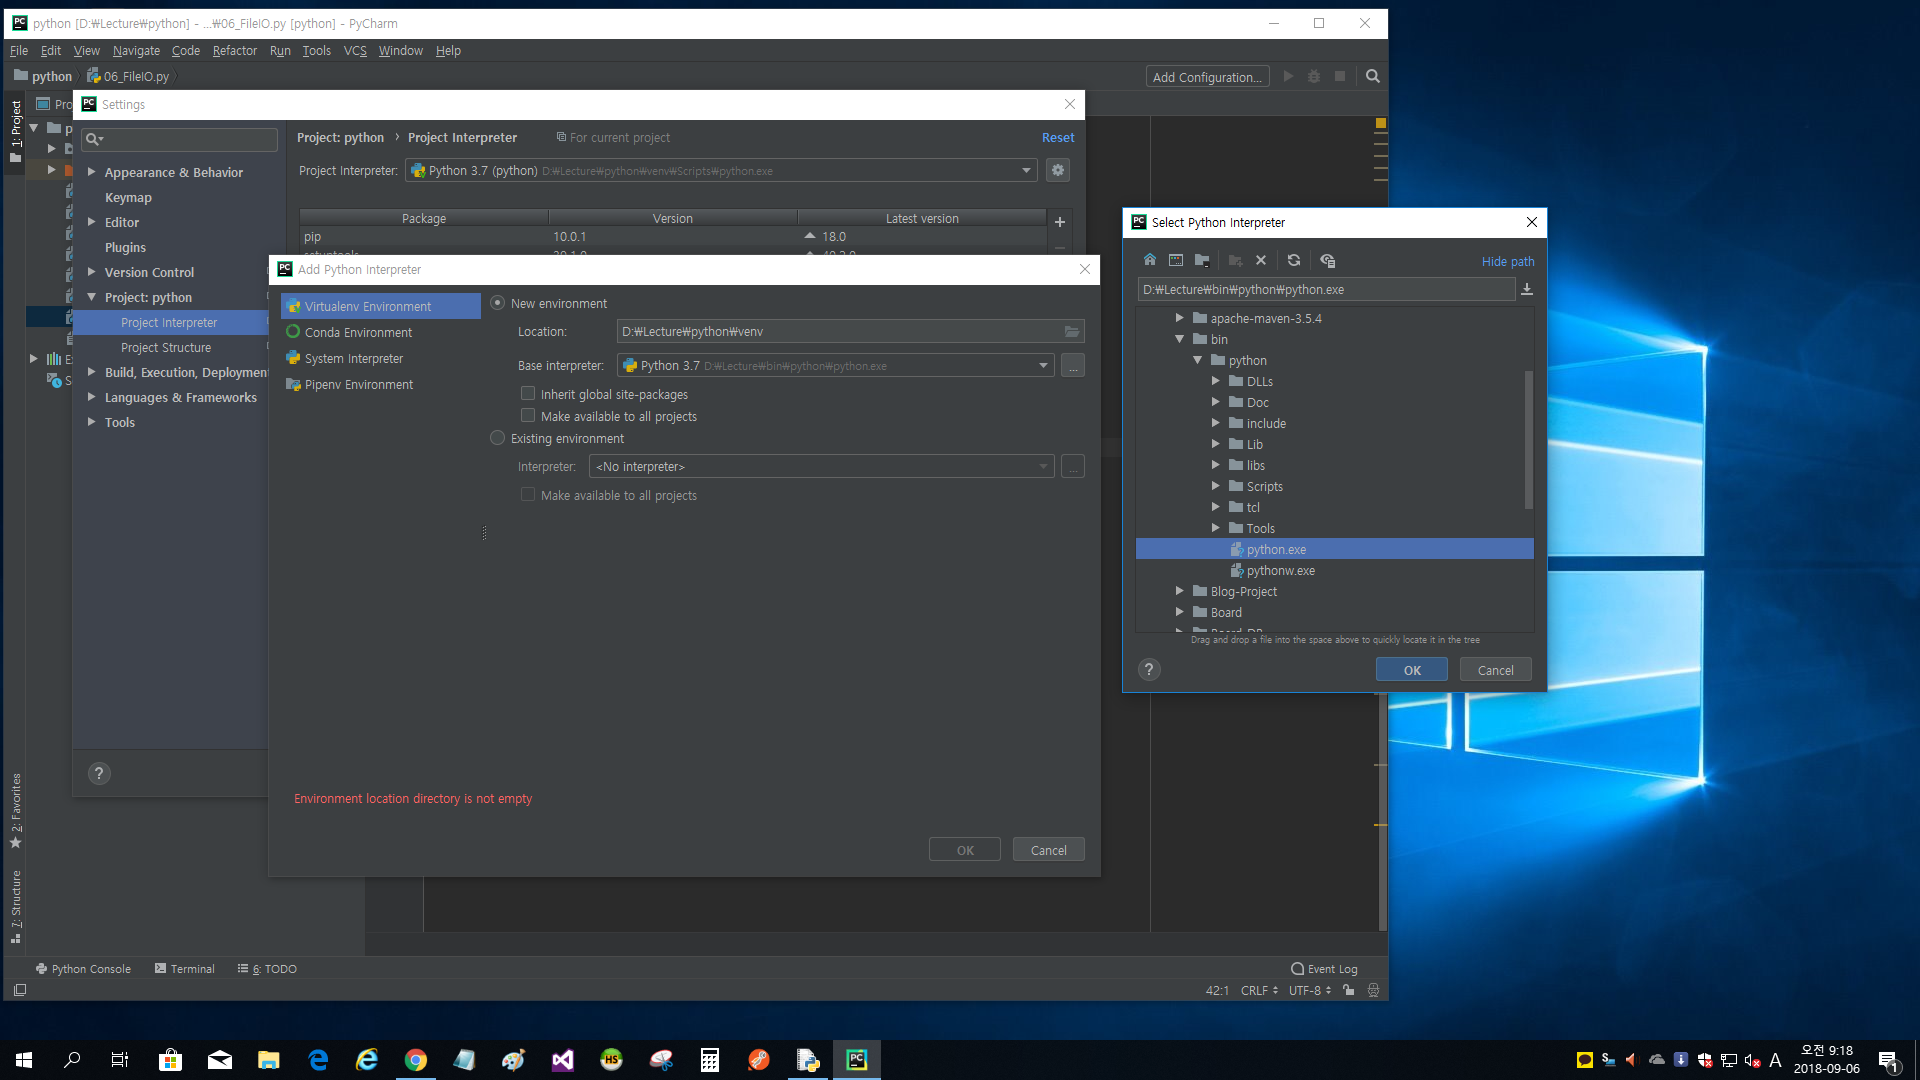 python [D:₩Lecture₩python] - ...₩06_FileIO.py [python] - PyCharm
File Edit View Navigate Code Refactor Run Tools VCS Window Help
python 06_FileIO.py Add Configuration...
1: Project
Pro
Settings
Project: python › Project Interpreter For current project Reset
Project Interpreter: Python 3.7 (python) D:₩Lecture₩python₩venv₩Scripts₩python.exe
Package Version Latest version
pip 10.0.1 18.0
Appearance & Behavior
Keymap
Editor
Plugins
Version Control
Project: python
Project Interpreter
Project Structure
Build, Execution, Deployment
Languages & Frameworks
Tools
Add Python Interpreter
Virtualenv Environment
Conda Environment
System Interpreter
Pipenv Environment
New environment
Location: D:₩Lecture₩python₩venv
Base interpreter: Python 3.7 D:₩Lecture₩bin₩python₩python.exe ...
Inherit global site-packages
Make available to all projects
Existing environment
Interpreter: <No interpreter> ...
Make available to all projects
Environment location directory is not empty
OK Cancel
?
Select Python Interpreter
Hide path
D:₩Lecture₩bin₩python₩python.exe
apache-maven-3.5.4
bin
python
DLLs
Doc
include
Lib
libs
Scripts
tcl
Tools
python.exe
pythonw.exe
Blog-Project
Board
Drag and drop a file into the space above to quickly locate it in the tree
? OK Cancel
2: Favorites
7: Structure
Python Console Terminal 6: TODO Event Log
42:1 CRLF UTF-8
A 오전 9:18
2018-09-06 1